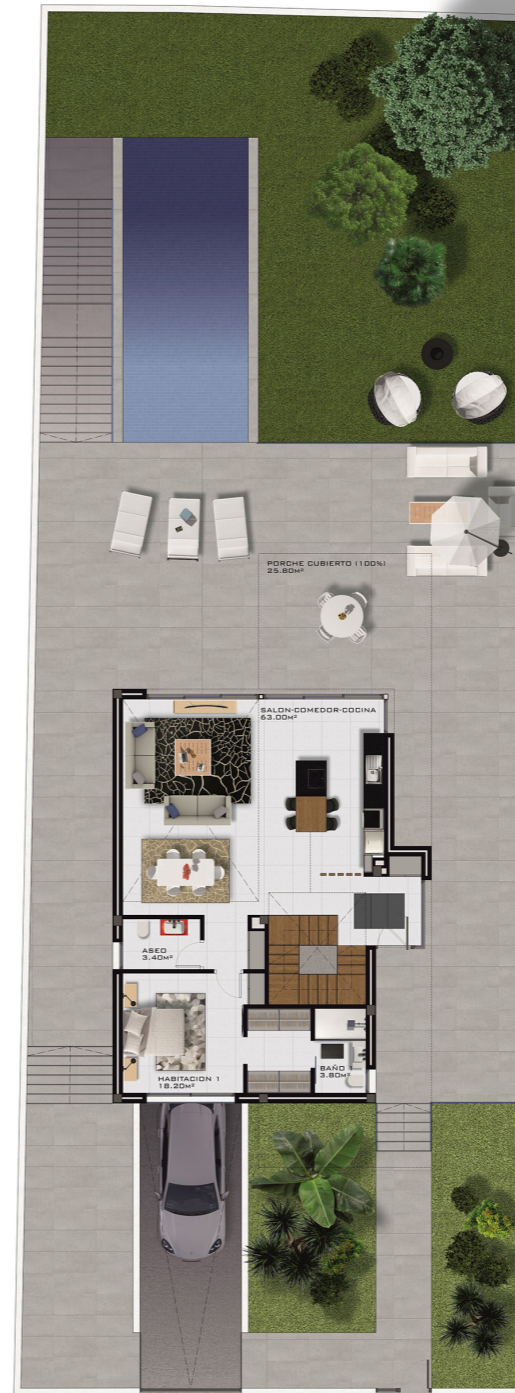 PORCHE CUBIERTO (100%)
25.80M²
SALON-COMEDOR-COCINA
63.00M²
ASEO
3.40M²
HABITACION 1
18.20M²
BAÑO 1
3.80M²